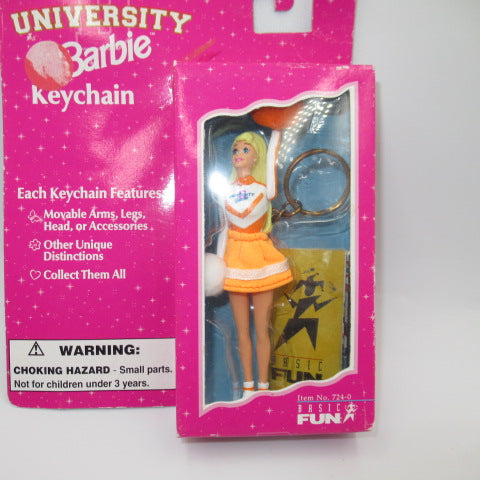 UNIVERSITY
Barbie
Keychain
Each Keychain Features:
Movable Arms, Legs,
Head, or Accessories
Other Unique
Distinctions
Collect Them All
WARNING:
CHOKING HAZARD - Small parts.
Not for children under 3 years.
BASIC
FUN
Item No. 724-0
BASIC
FUN